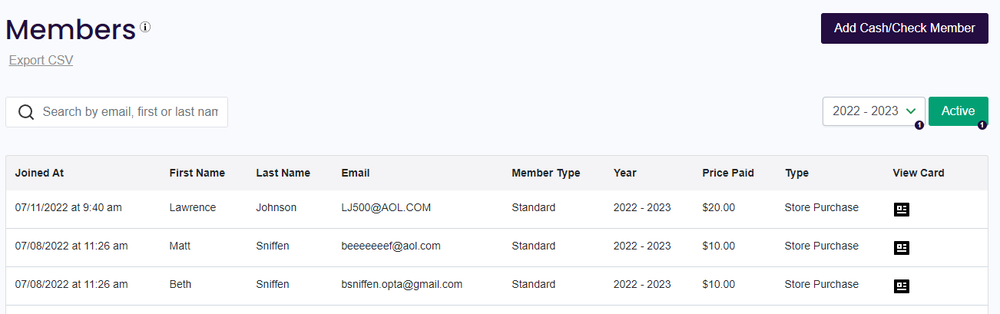 Members
Add Cash/Check Member
Export CSV
Search by email, first or last nam
2022 - 2023 1 Active 1
Joined At First Name Last Name Email Member Type Year Price Paid Type View Card
07/11/2022 at 9:40 am Lawrence Johnson LJ500@AOL.COM Standard 2022 - 2023 $20.00 Store Purchase
07/08/2022 at 11:26 am Matt Sniffen beeeeeeef@aol.com Standard 2022 - 2023 $10.00 Store Purchase
07/08/2022 at 11:26 am Beth Sniffen bsniffen.opta@gmail.com Standard 2022 - 2023 $10.00 Store Purchase